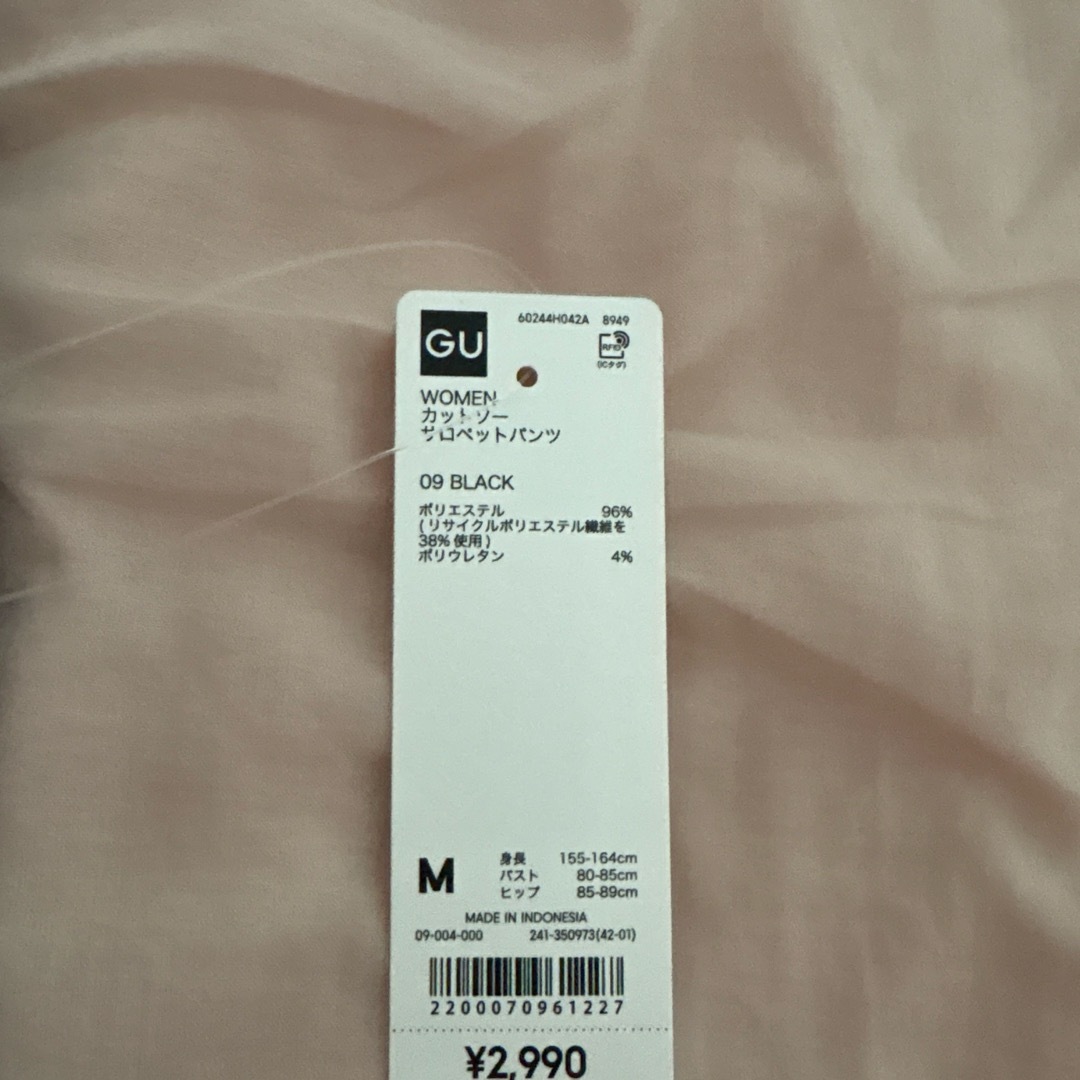 GU
60244H042A 8949
RFID
(ICタグ)
WOMEN
カットソー
サロペットパンツ
09 BLACK
ポリエステル 96%
(リサイクルポリエステル繊維を
38%使用)
ポリウレタン 4%
M
身長 155-164cm
バスト 80-85cm
ヒップ 85-89cm
MADE IN INDONESIA
09-004-000 241-350973(42-01)
2200070961227
¥2,990